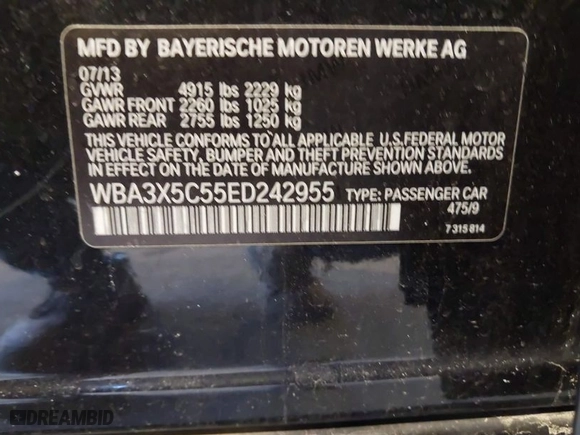 MFD BY BAYERISCHE MOTOREN WERKE AG
07/13
GVWR 4915 lbs 2229 kg
GAWR FRONT 2260 lbs 1025 kg
GAWR REAR 2755 lbs 1250 kg
THIS VEHICLE CONFORMS TO ALL APPLICABLE U.S.FEDERAL MOTOR
VEHICLE SAFETY, BUMPER AND THEFT PREVENTION STANDARDS
IN EFFECT ON THE DATE OF MANUFACTURE SHOWN ABOVE.
WBA3X5C55ED242955 TYPE: PASSENGER CAR
475/9
7 315 814
DREAMBID